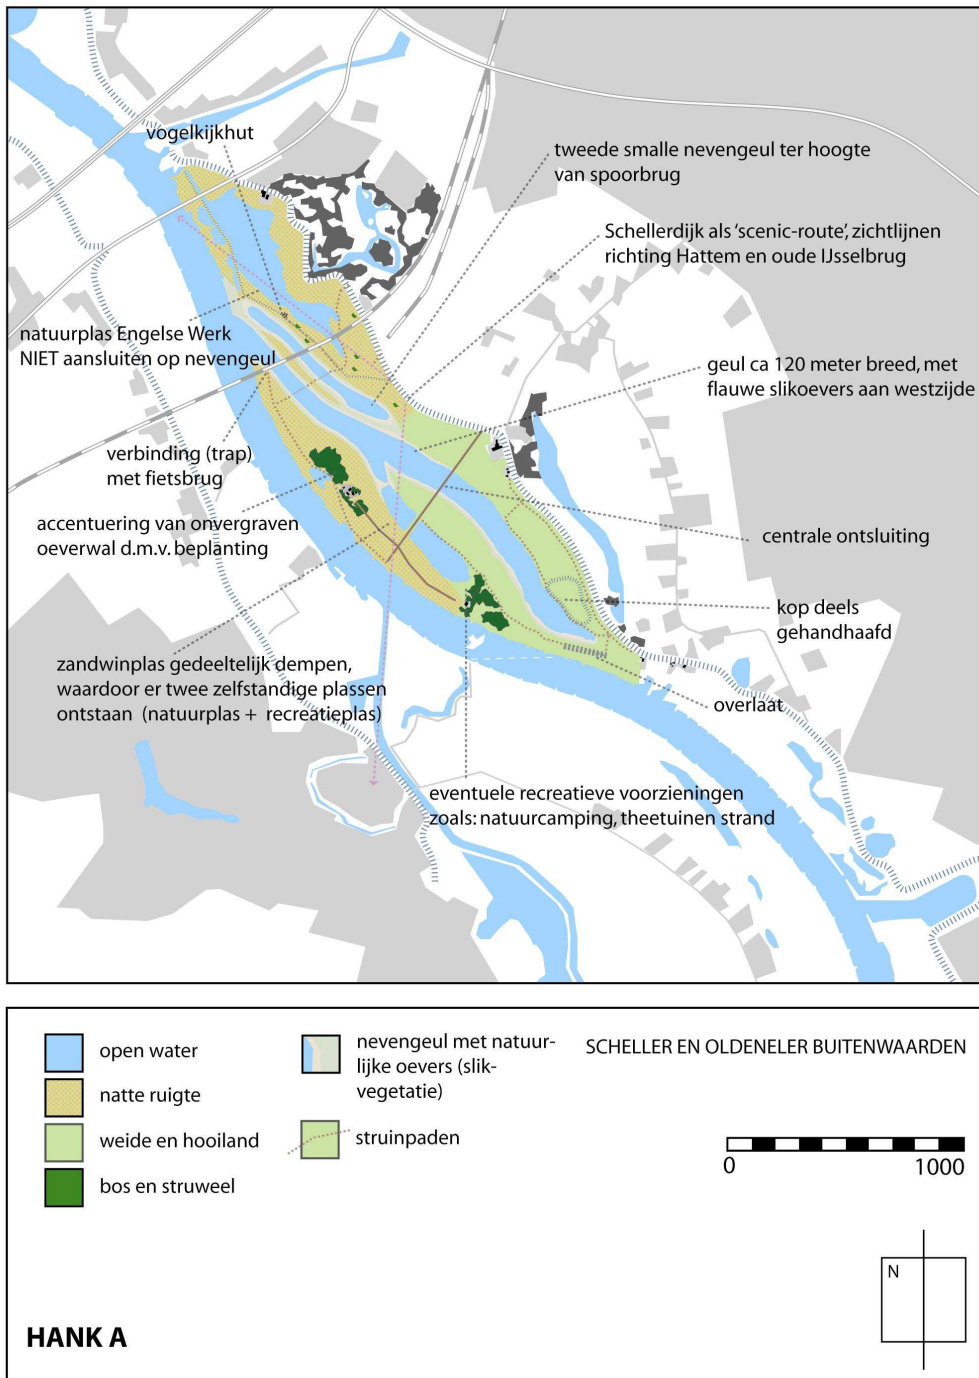 vogelkijkhut
tweede smalle nevengeul ter hoogte
van spoorbrug
Schellerdijk als ‘scenic-route’, zichtlijnen
richting Hattem en oude IJsselbrug
natuurplas Engelse Werk
NIET aansluiten op nevengeul
geul ca 120 meter breed, met
flauwe slikoevers aan westzijde
verbinding (trap)
met fietsbrug
accentuering van onvergraven
oeverwal d.m.v. beplanting
centrale ontsluiting
kop deels
gehandhaafd
zandwinplas gedeeltelijk dempen,
waardoor er twee zelfstandige plassen
ontstaan (natuurplas + recreatieplas)
overlaat
eventuele recreatieve voorzieningen
zoals: natuurcamping, theetuinen strand
open water
natte ruigte
weide en hooiland
bos en struweel
nevengeul met natuur-
lijke oevers (slik-
vegetatie)
struinpaden
SCHELLER EN OLDENELER BUITENWAARDEN
0 1000
N
HANK A